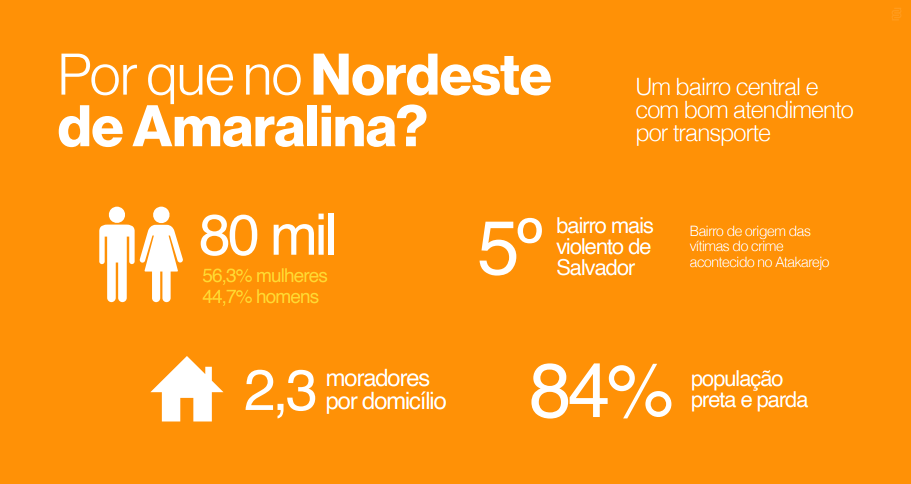 Por que no Nordeste
de Amaralina?
Um bairro central e
com bom atendimento
por transporte
80 mil
56,3% mulheres
44,7% homens
5º
bairro mais
violento de
Salvador
Bairro de origem das
vítimas do crime
acontecido no Atakarejo
2,3
moradores
por domicílio
84%
população
preta e parda